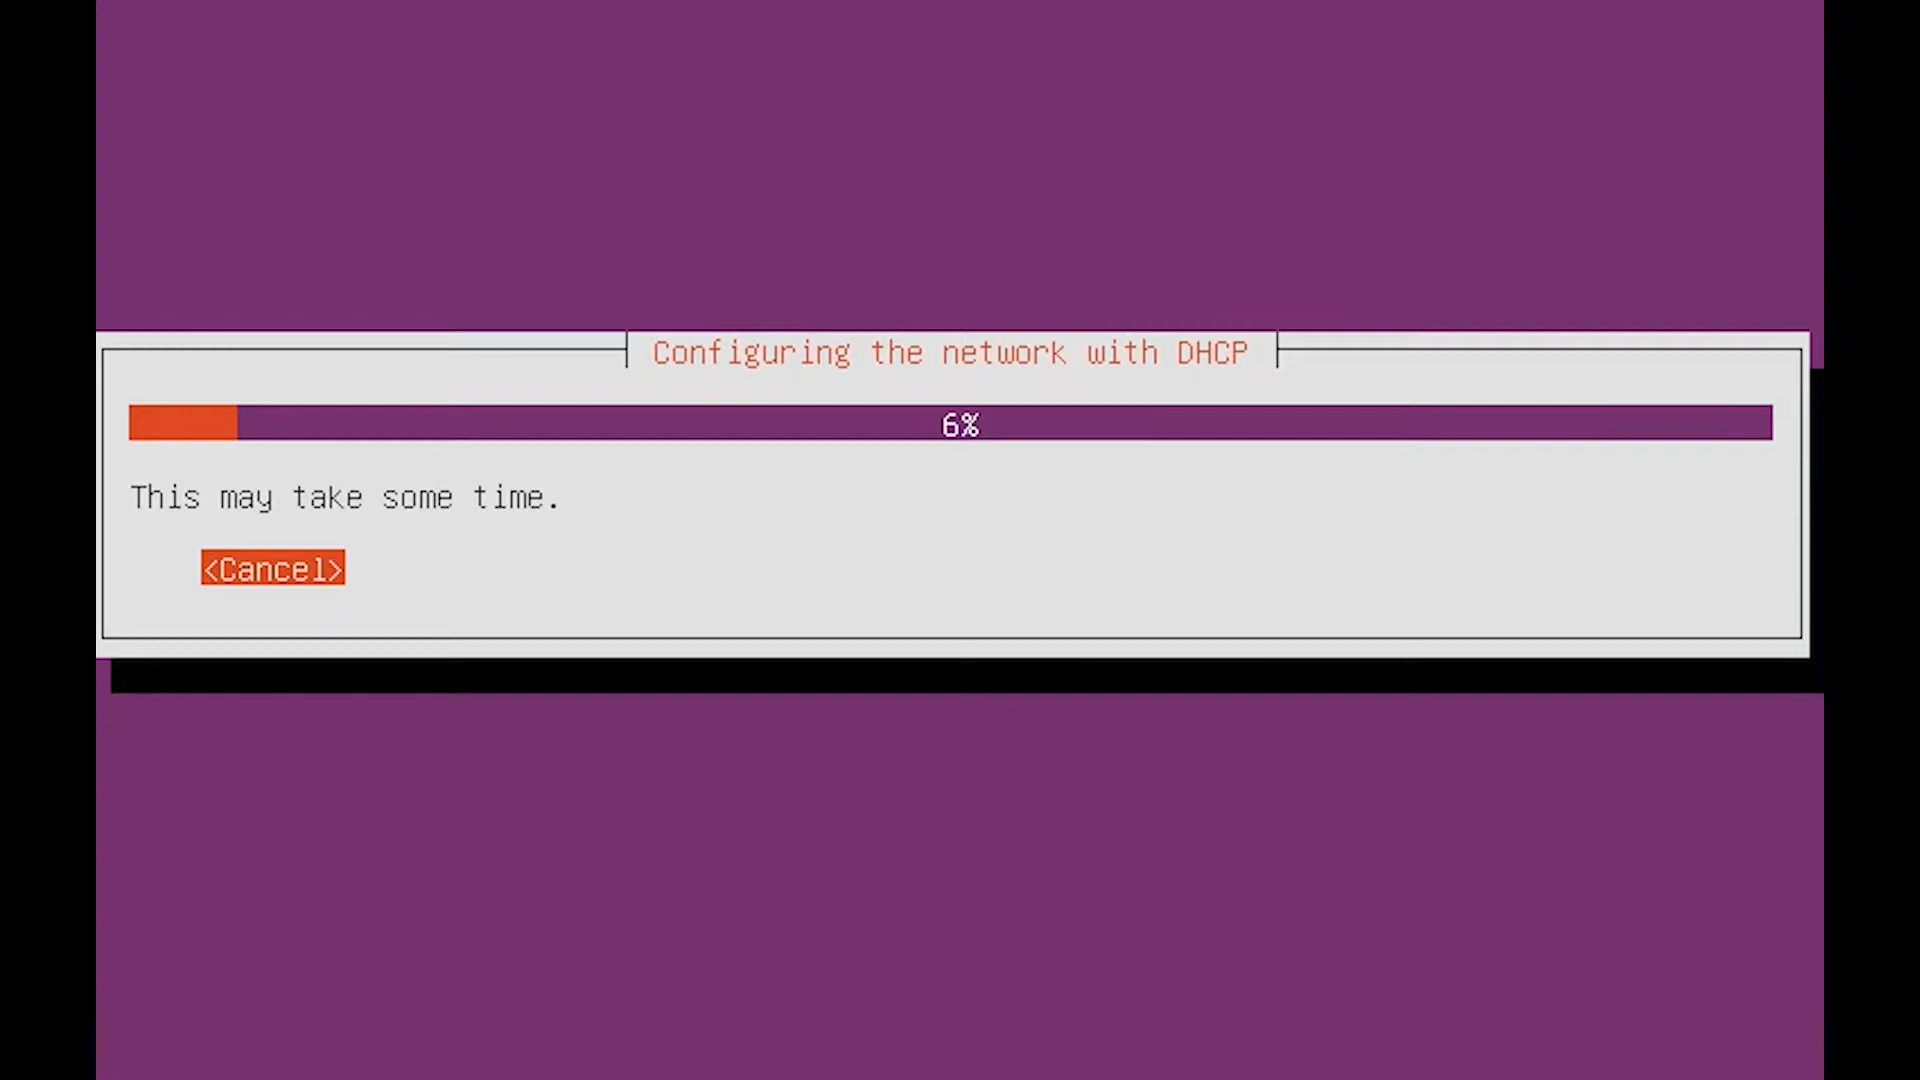 Configuring the network with DHCP
6%
This may take some time.
<Cancel>